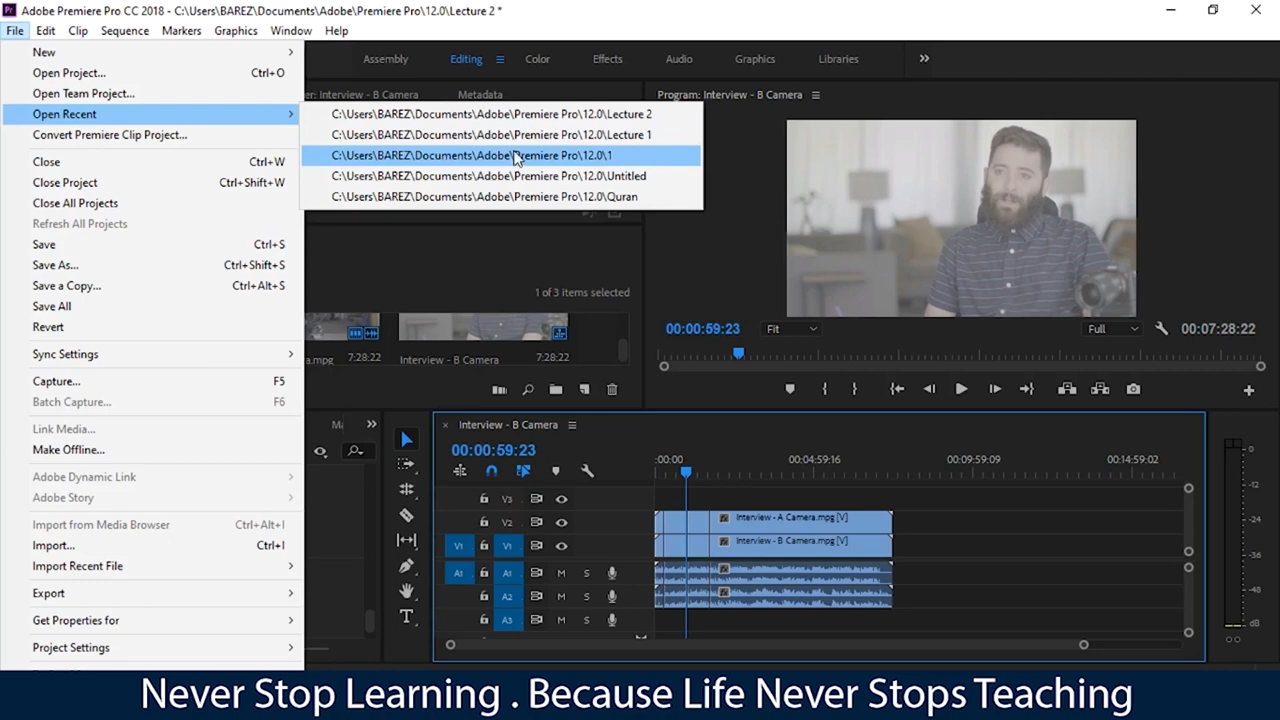 Adobe Premiere Pro CC 2018 - C:\Users\BAREZ\Documents\Adobe\Premiere Pro\12.0\Lecture 2 *
File Edit Clip Sequence Markers Graphics Window Help
New
Open Project... Ctrl+O
Open Team Project...
Open Recent
Convert Premiere Clip Project...
Close Ctrl+W
Close Project Ctrl+Shift+W
Close All Projects
Refresh All Projects
Save Ctrl+S
Save As... Ctrl+Shift+S
Save a Copy... Ctrl+Alt+S
Save All
Revert
Sync Settings
Capture... F5
Batch Capture... F6
Link Media...
Make Offline...
Adobe Dynamic Link
Adobe Story
Import from Media Browser Ctrl+Alt+I
Import... Ctrl+I
Import Recent File
Export
Get Properties for
Project Settings
C:\Users\BAREZ\Documents\Adobe\Premiere Pro\12.0\Lecture 2
C:\Users\BAREZ\Documents\Adobe\Premiere Pro\12.0\Lecture 1
C:\Users\BAREZ\Documents\Adobe\Premiere Pro\12.0\1
C:\Users\BAREZ\Documents\Adobe\Premiere Pro\12.0\Untitled
C:\Users\BAREZ\Documents\Adobe\Premiere Pro\12.0\Quran
Assembly Editing Color Effects Audio Graphics Libraries
er: Interview - B Camera Metadata
Program: Interview - B Camera
1 of 3 items selected
a.mpg 7:28:22 Interview - B Camera 7:28:22
00:00:59:23 Fit Full 00:07:28:22
Interview - B Camera
00:00:59:23
:00:00 00:04:59:16 00:09:59:09 00:14:59:02
V3
V2 Interview - A Camera.mpg [V]
V1 V1 Interview - B Camera.mpg [V]
A1 A1 M S
A2 M S
A3 M S
0
-12
-24
-36
-48
dB
Never Stop Learning . Because Life Never Stops Teaching